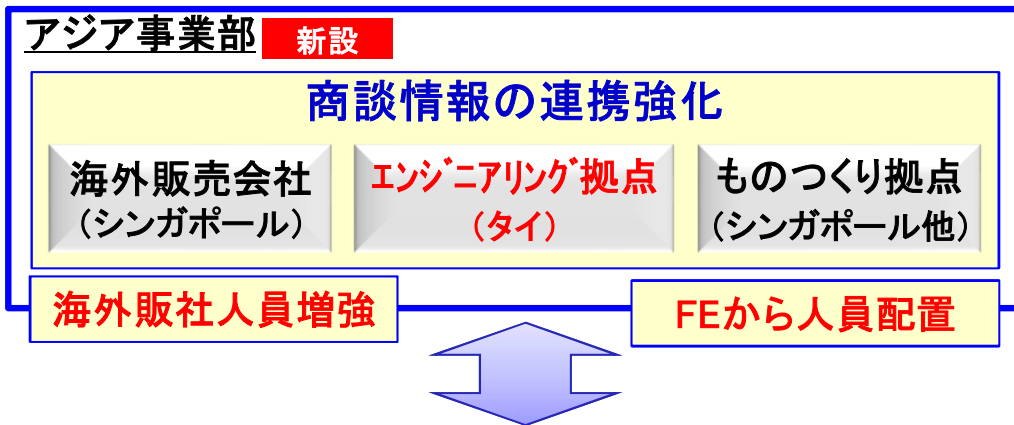 アジア事業部 新設
商談情報の連携強化
海外販売会社
(シンガポール)
エンジニアリング拠点
(タイ)
ものつくり拠点
(シンガポール他)
海外販社人員増強
FEから人員配置